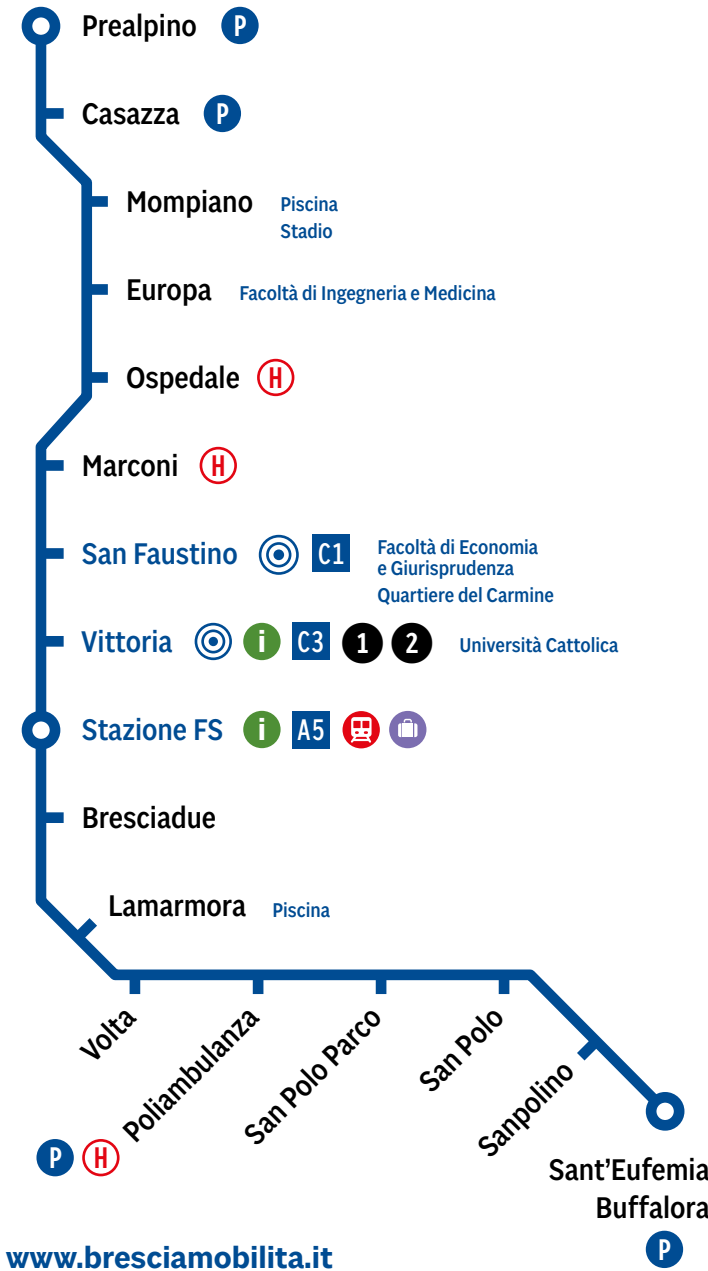 Prealpino P
Casazza P
Mompiano Piscina
Stadio
Europa Facoltà di Ingegneria e Medicina
Ospedale H
Marconi H
San Faustino C1 Facoltà di Economia
e Giurisprudenza
Quartiere del Carmine
Vittoria i C3 1 2 Università Cattolica
Stazione FS i A5
Bresciadue
Lamarmora Piscina
Volta
Poliambulanza
P H
San Polo Parco
San Polo
Sanpolino
Sant'Eufemia
Buffalora
P
www.bresciamobilita.it